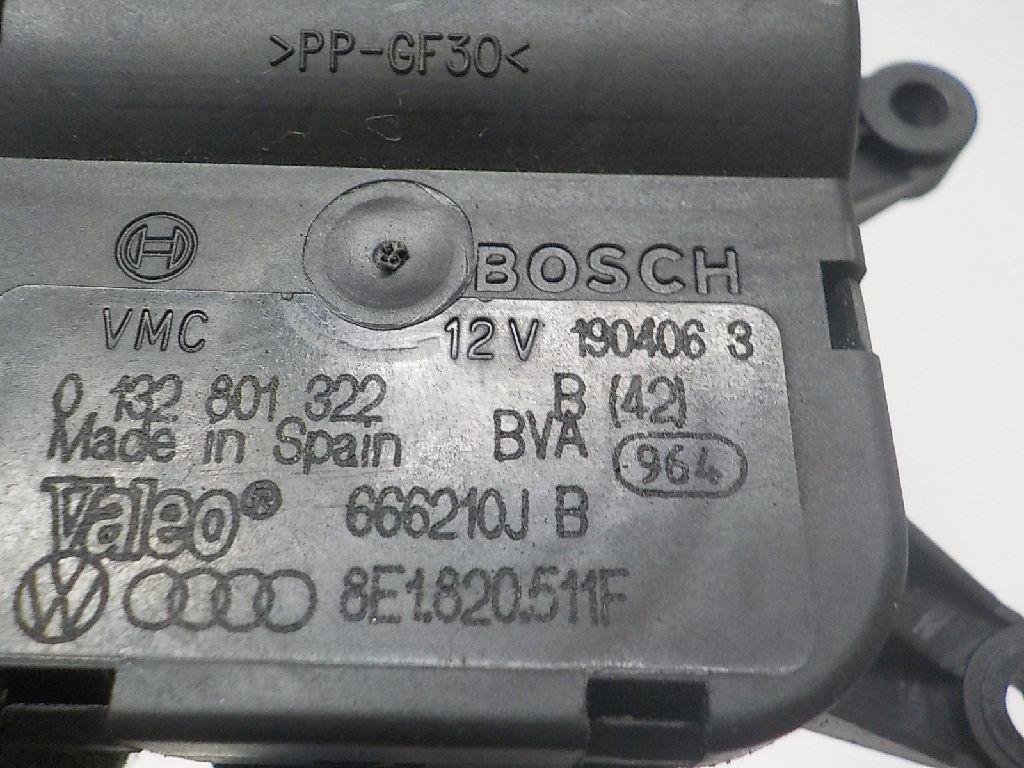 >PP-GF30<
BOSCH
VMC 12V 190406 3
0 132 801 322 B (42)
Made in Spain BVA 964
Valeo® 666210J B
8E1.820.511F